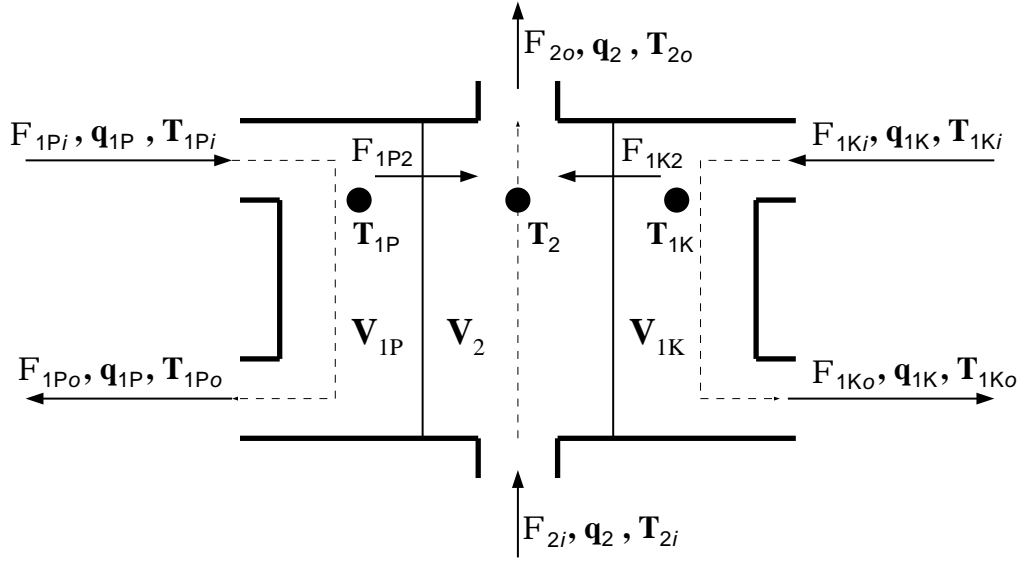 F2o, q2 , T2o
F1Pi , q1P , T1Pi
F1Ki , q1K , T1Ki
F1P2
F1K2
T1P
T2
T1K
V1P
V2
V1K
F1Po, q1P, T1Po
F1Ko, q1K, T1Ko
F2i, q2 , T2i